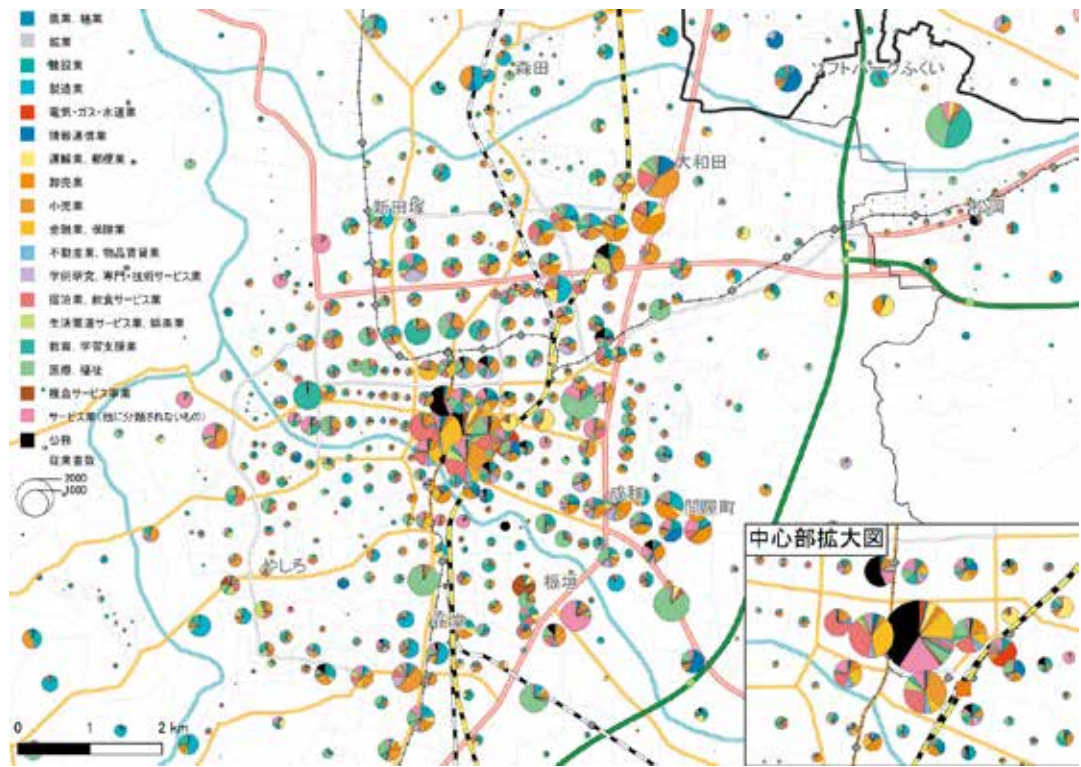 農業、林業
鉱業
建設業
製造業
電気・ガス・水道業
情報通信業
運輸業、郵便業
卸売業
小売業
金融業、保険業
不動産業、物品賃貸業
学術研究、専門・技術サービス業
宿泊業、飲食サービス業
生活関連サービス業、娯楽業
教育、学習支援業
医療、福祉
複合サービス事業
サービス業(他に分類されないもの)
公務
従業者数
2000
1000
森田
ソフトパークふくい
大和田
新田塚
松岡
成和
問屋町
やしろ
板垣
花堂
中心部拡大図
0 1 2 km